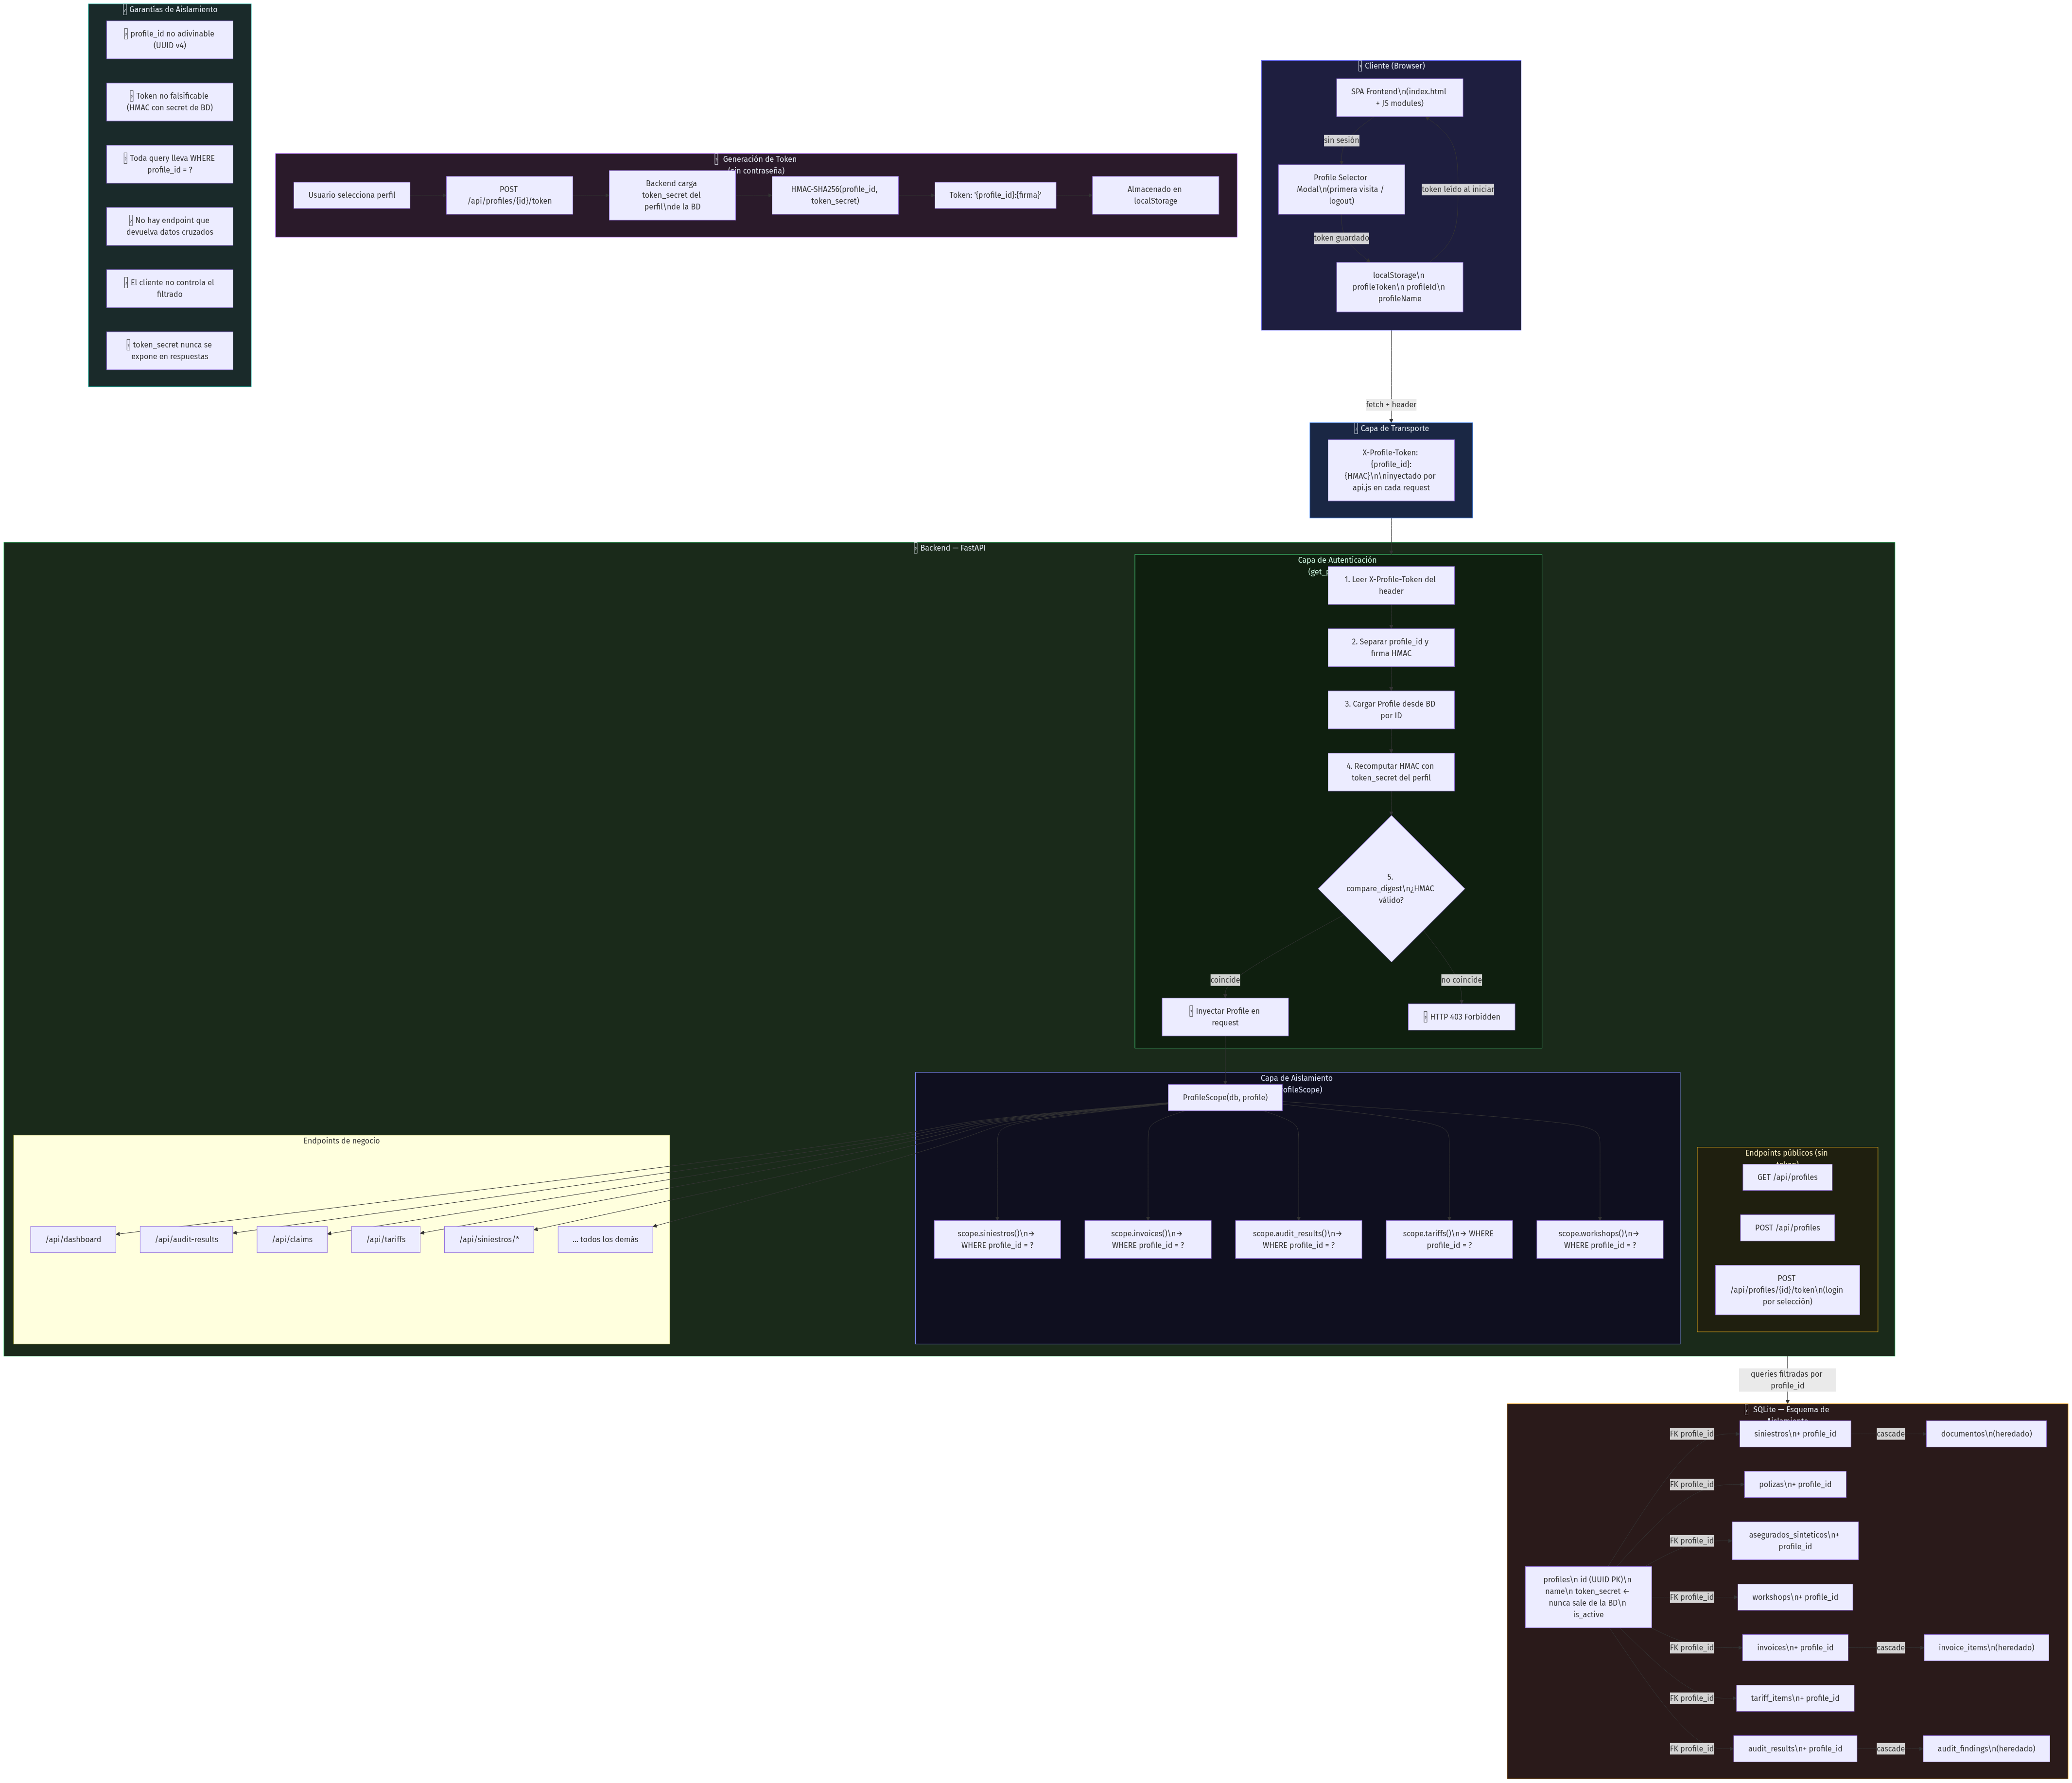 Garantías de Aislamiento
profile_id no adivinable
(UUID v4)
Token no falsificable
(HMAC con secret de BD)
Toda query lleva WHERE
profile_id = ?
No hay endpoint que
devuelva datos cruzados
El cliente no controla el
filtrado
token_secret nunca se
expone en respuestas
Generación de Token
(sin contraseña)
Usuario selecciona perfil
POST
/api/profiles/{id}/token
Backend carga
token_secret del
perfil\nde la BD
HMAC-SHA256(profile_id,
token_secret)
Token: '{profile_id}:{firma}'
Almacenado en
localStorage
Cliente (Browser)
SPA Frontend\n(index.html
+ JS modules)
sin sesión
Profile Selector
Modal\n(primera visita /
logout)
token leído al iniciar
token guardado
localStorage\n
profileToken\n profileId\n
profileName
fetch + header
Capa de Transporte
X-Profile-Token:
{profile_id}:
{HMAC}\n\ninyectado por
api.js en cada request
Backend — FastAPI
Capa de Autenticación
1. Leer X-Profile-Token del
header
2. Separar profile_id y
firma HMAC
3. Cargar Profile desde BD
por ID
4. Recomputar HMAC con
token_secret del perfil
5.
compare_digest\n¿HMAC
válido?
coincide
no coincide
Inyectar Profile en
request
HTTP 403 Forbidden
Capa de Aislamiento
ProfileScope(db, profile)
scope.siniestros()\n→
WHERE profile_id = ?
scope.invoices()\n→
WHERE profile_id = ?
scope.audit_results()\n→
WHERE profile_id = ?
scope.tariffs()\n→ WHERE
profile_id = ?
scope.workshops()\n→
WHERE profile_id = ?
Endpoints de negocio
/api/dashboard
/api/audit-results
/api/claims
/api/tariffs
/api/siniestros/*
... todos los demás
Endpoints públicos (sin
GET /api/profiles
POST /api/profiles
POST
/api/profiles/{id}/token\n(login
por selección)
queries filtradas por
profile_id
SQLite — Esquema de
profiles\n id (UUID PK)\n
name\n token_secret ←
nunca sale de la BD\n
is_active
FK profile_id
siniestros\n+ profile_id
cascade
documentos\n(heredado)
FK profile_id
polizas\n+ profile_id
FK profile_id
asegurados_sinteticos\n+
profile_id
FK profile_id
workshops\n+ profile_id
FK profile_id
invoices\n+ profile_id
cascade
invoice_items\n(heredado)
FK profile_id
tariff_items\n+ profile_id
FK profile_id
audit_results\n+ profile_id
cascade
audit_findings\n(heredado)